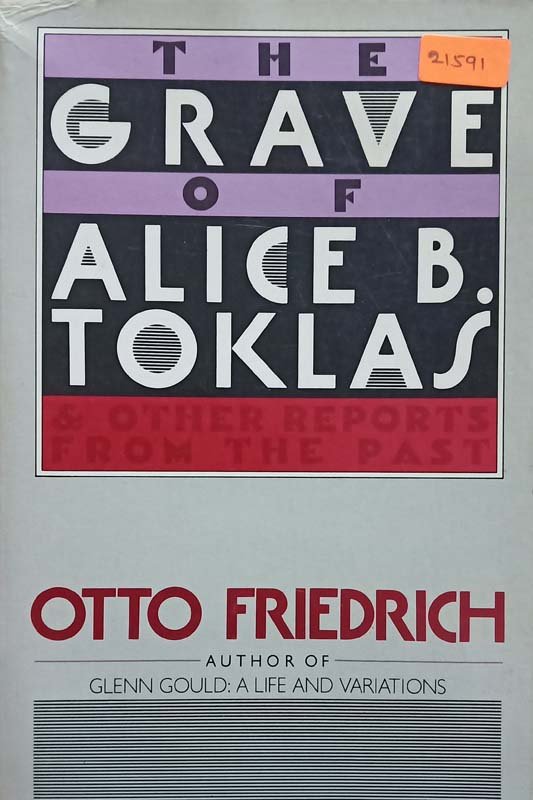 THE
21591
GRAVE
OF
ALICE B.
TOKLAS
& OTHER REPORTS
FROM THE PAST
OTTO FRIEDRICH
AUTHOR OF
GLENN GOULD: A LIFE AND VARIATIONS